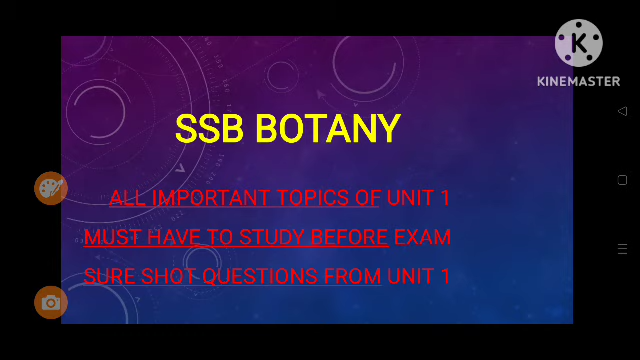 KINEMASTER
SSB BOTANY
ALL IMPORTANT TOPICS OF UNIT 1
MUST HAVE TO STUDY BEFORE EXAM
SURE SHOT QUESTIONS FROM UNIT 1